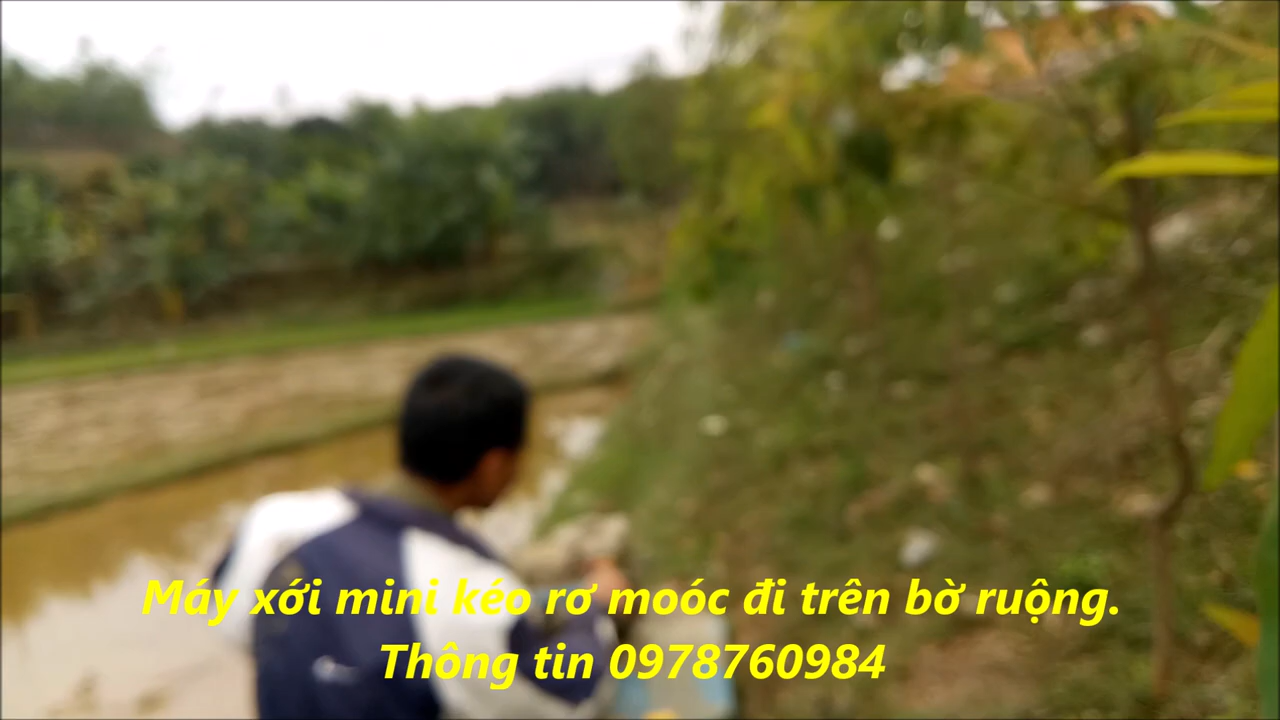 Máy xới mini kéo rơ moóc đi trên bờ ruộng.
Thông tin 0978760984